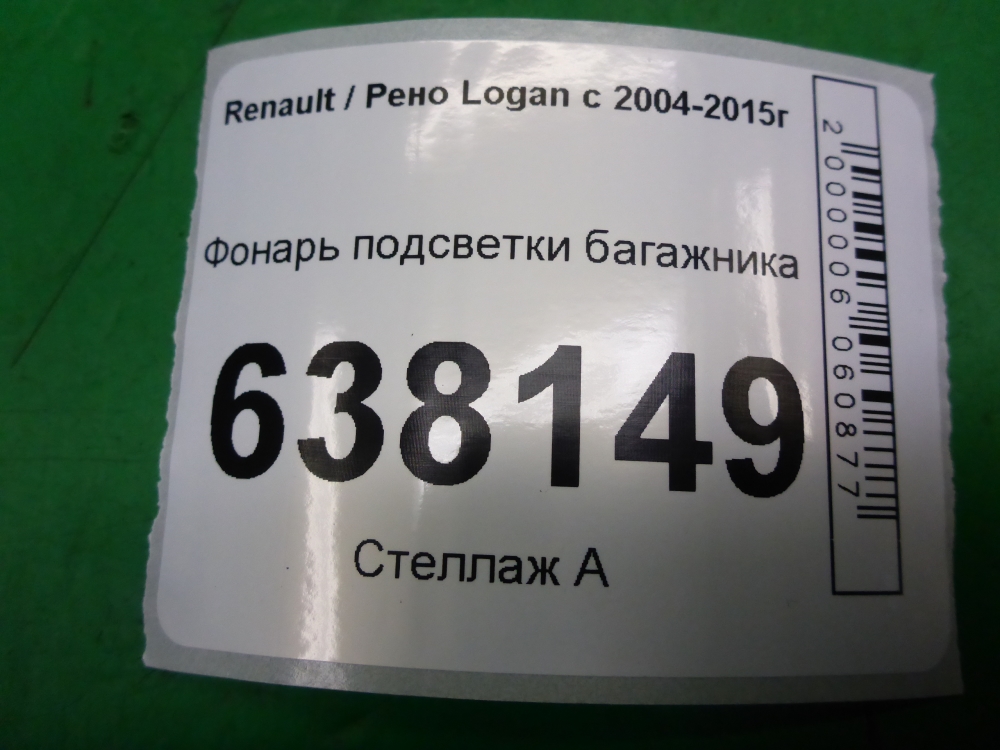 Renault / Рено Logan с 2004-2015г
Фонарь подсветки багажника
638149
Стеллаж А
2000006060877